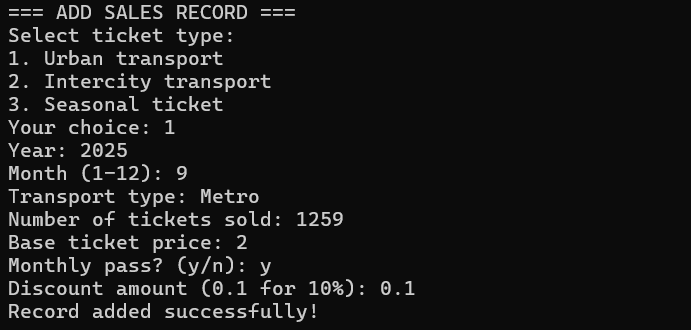 === ADD SALES RECORD ===
Select ticket type:
1. Urban transport
2. Intercity transport
3. Seasonal ticket
Your choice: 1
Year: 2025
Month (1-12): 9
Transport type: Metro
Number of tickets sold: 1259
Base ticket price: 2
Monthly pass? (y/n): y
Discount amount (0.1 for 10%): 0.1
Record added successfully!